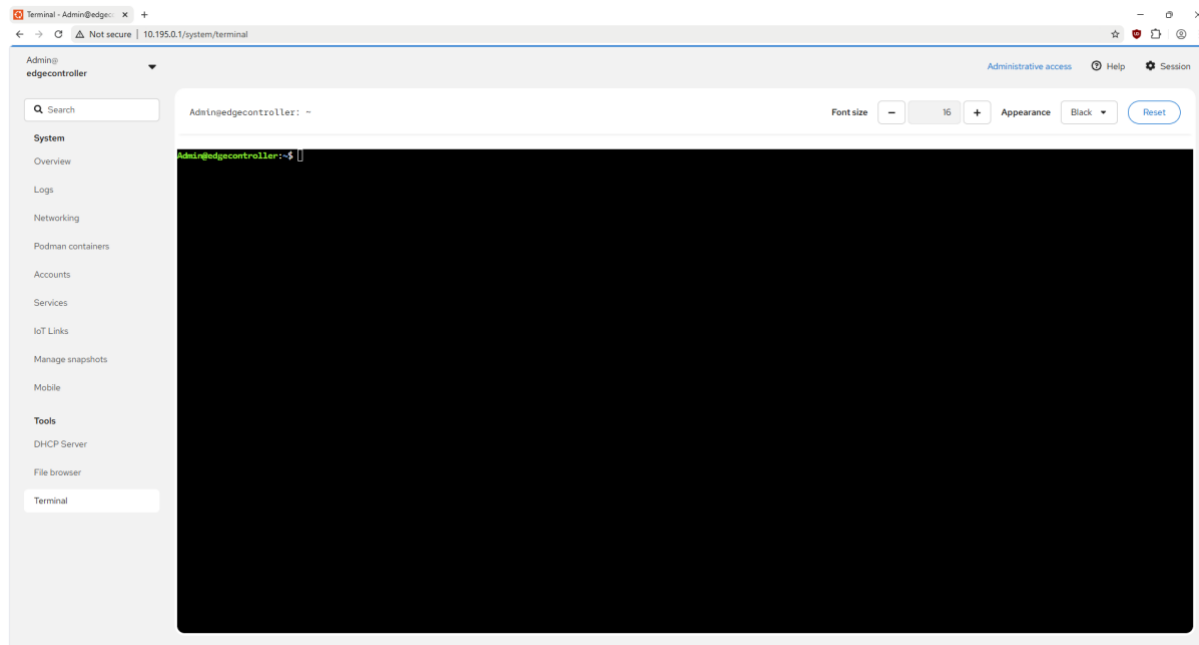 Terminal - Admin@edgec
Not secure 10.195.0.1/system/terminal
Admin@
edgecontroller
Administrative access Help Session
Search
Admin@edgecontroller: ~
Font size − 16 + Appearance Black Reset
System
Overview
Logs
Networking
Podman containers
Accounts
Services
IoT Links
Manage snapshots
Mobile
Tools
DHCP Server
File browser
Terminal
Admin@edgecontroller:~$